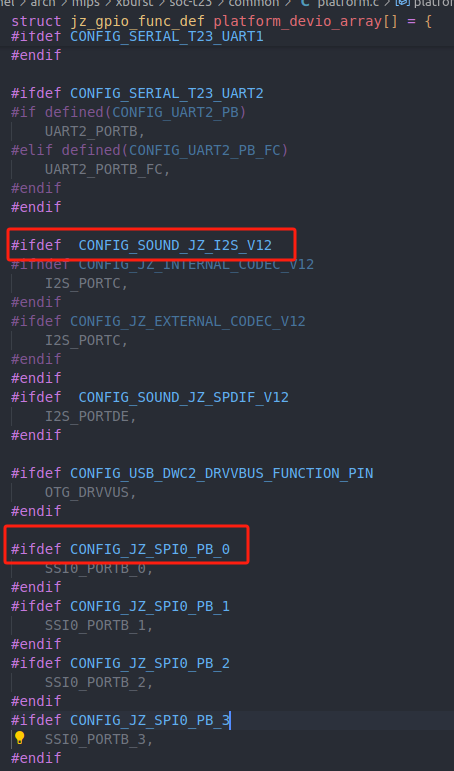 nel > arch > mips > xburst > soc-t23 > common > C platform.c > platfor
struct jz_gpio_func_def platform_devio_array[] = {
#ifdef CONFIG_SERIAL_T23_UART1
#endif
#ifdef CONFIG_SERIAL_T23_UART2
#if defined(CONFIG_UART2_PB)
UART2_PORTB,
#elif defined(CONFIG_UART2_PB_FC)
UART2_PORTB_FC,
#endif
#endif
#ifdef  CONFIG_SOUND_JZ_I2S_V12
#ifndef CONFIG_JZ_INTERNAL_CODEC_V12
I2S_PORTC,
#endif
#ifdef CONFIG_JZ_EXTERNAL_CODEC_V12
I2S_PORTC,
#endif
#endif
#ifdef  CONFIG_SOUND_JZ_SPDIF_V12
I2S_PORTDE,
#endif
#ifdef CONFIG_USB_DWC2_DRVVBUS_FUNCTION_PIN
OTG_DRVVUS,
#endif
#ifdef CONFIG_JZ_SPI0_PB_0
SSI0_PORTB_0,
#endif
#ifdef CONFIG_JZ_SPI0_PB_1
SSI0_PORTB_1,
#endif
#ifdef CONFIG_JZ_SPI0_PB_2
SSI0_PORTB_2,
#endif
#ifdef CONFIG_JZ_SPI0_PB_3
SSI0_PORTB_3,
#endif